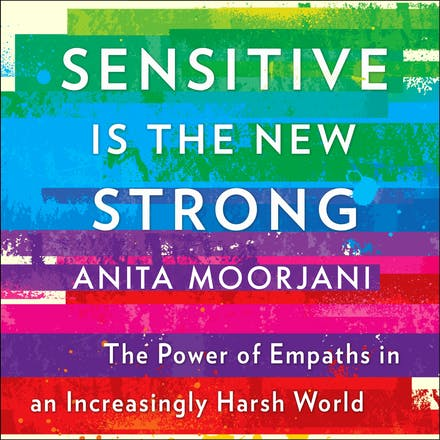 SENSITIVE
IS THE NEW
STRONG
ANITA MOORJANI
The Power of Empaths in
an Increasingly Harsh World